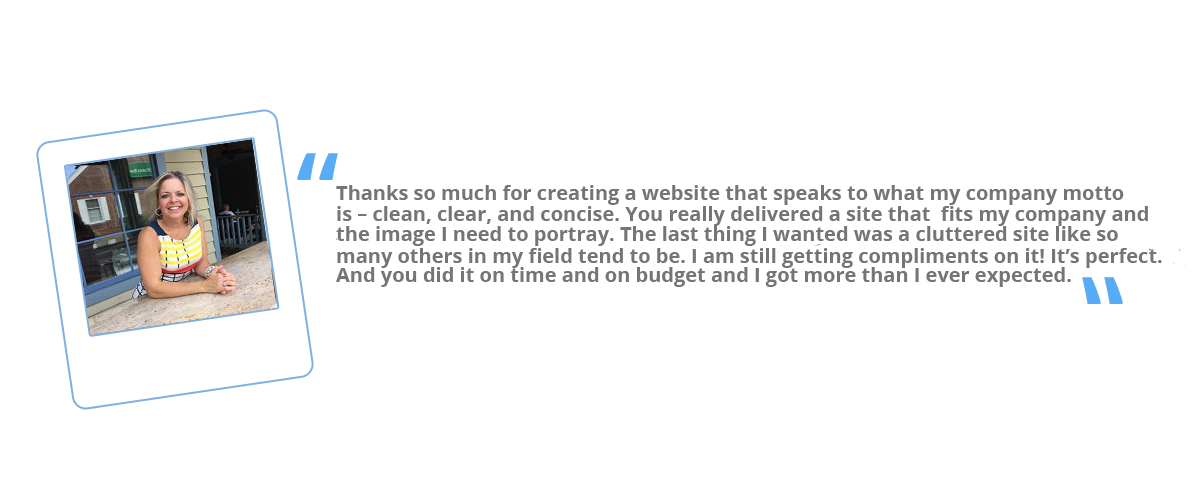 “
Thanks so much for creating a website that speaks to what my company motto
is – clean, clear, and concise. You really delivered a site that  fits my company and
the image I need to portray. The last thing I wanted was a cluttered site like so
many others in my field tend to be. I am still getting compliments on it! It’s perfect.
And you did it on time and on budget and I got more than I ever expected.
”